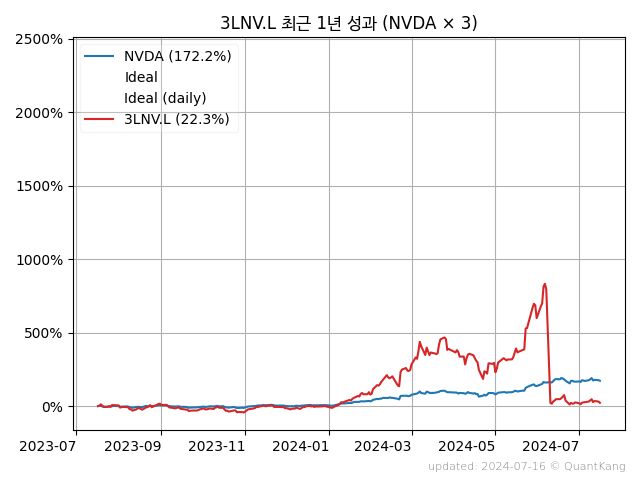 3LNV.L 최근 1년 성과 (NVDA × 3)
2500%
2000%
1500%
1000%
500%
0%
NVDA (172.2%)
Ideal
Ideal (daily)
3LNV.L (22.3%)
2023-07 2023-09 2023-11 2024-01 2024-03 2024-05 2024-07
updated: 2024-07-16 © QuantKang